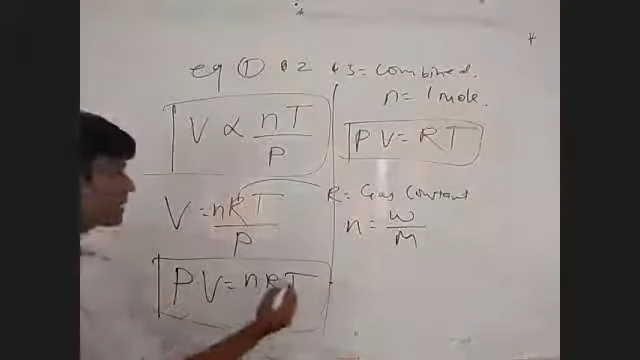 eq ① & 2 & 3 = Combined.
V ∝ nT/P
V = nRT/P
PV = nRT
n = 1 mole.
PV = RT
R = Gas Constant
n = w/M